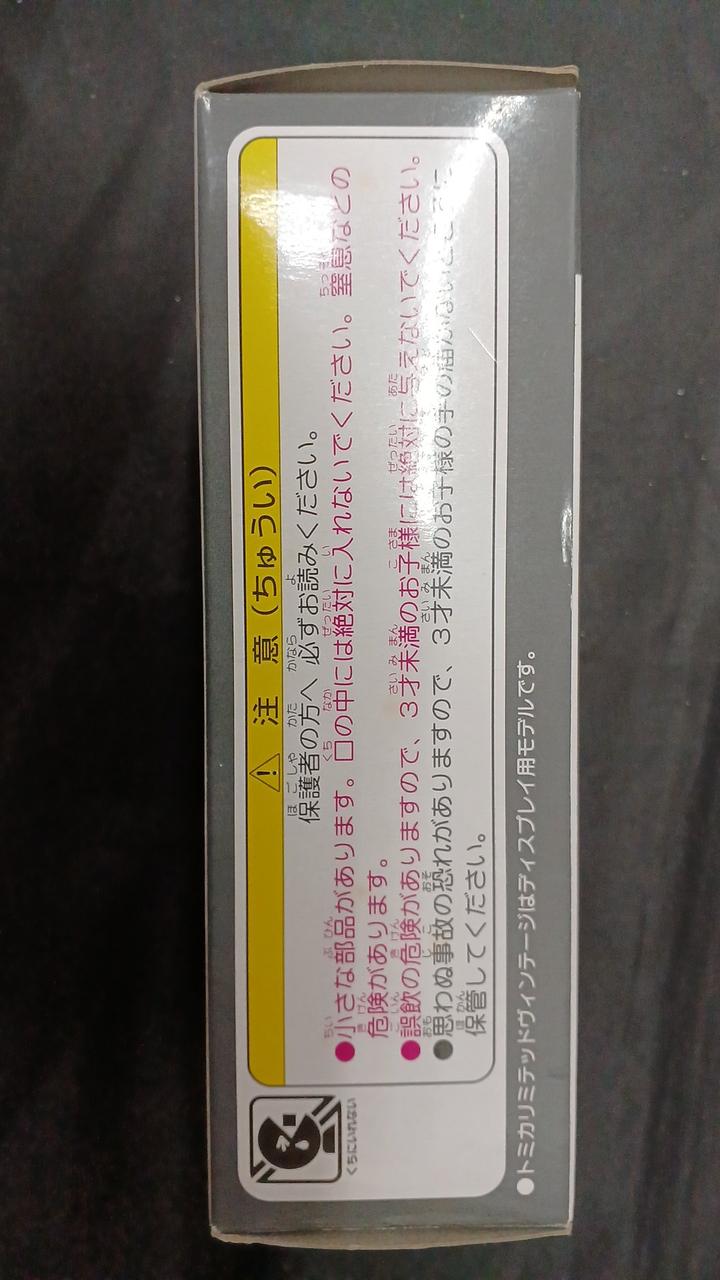 注 意 (ちゅうい)
保護者の方へ 必ずお読みください。
●小さな部品があります。口の中には絶対に入れないでください。窒息などの
危険があります。
●誤飲の危険がありますので、3才未満のお子様には絶対に与えないでください。
●思わぬ事故の恐れがありますので、3才未満のお子様の手の届かないところに
保管してください。
くちにいれない
●トミカリミテッドヴィンテージはディスプレイ用モデルです。